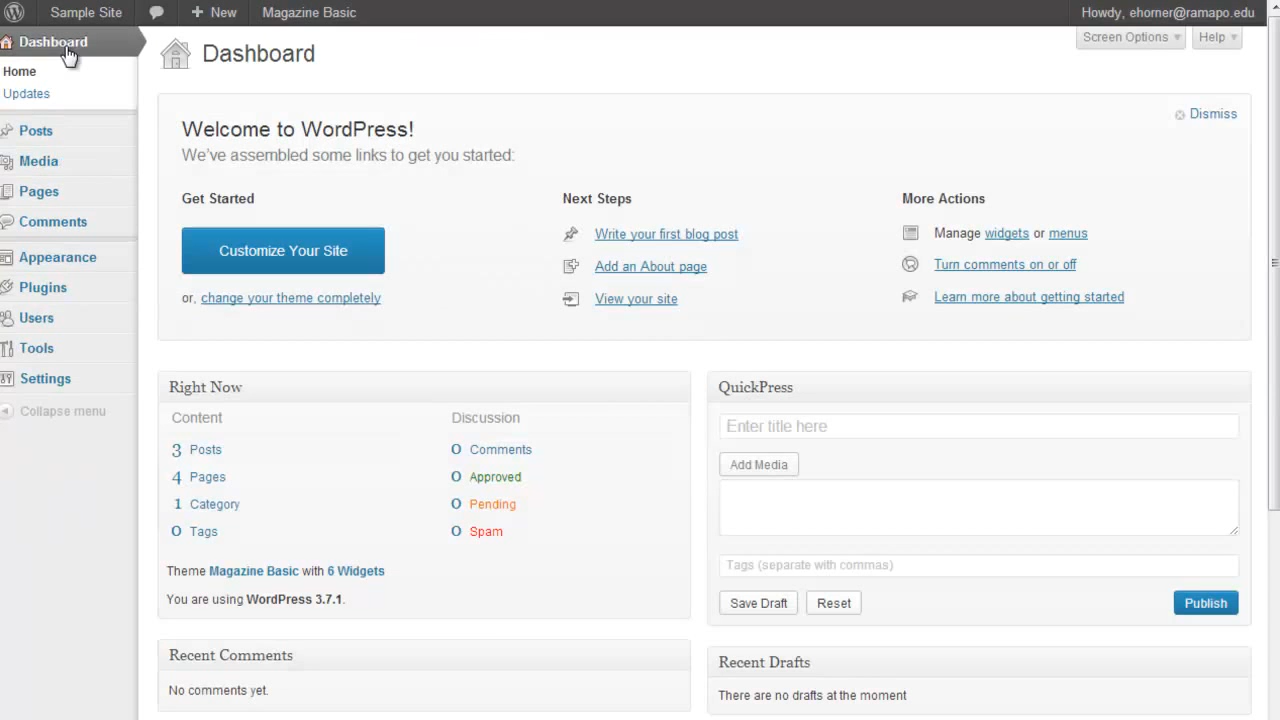 Sample Site
New
Magazine Basic
Howdy, ehorner@ramapo.edu
Dashboard
Home
Updates
Posts
Media
Pages
Comments
Appearance
Plugins
Users
Tools
Settings
Collapse menu
Dashboard
Screen Options
Help
Welcome to WordPress!
We've assembled some links to get you started:
Dismiss
Get Started
Customize Your Site
or, change your theme completely
Next Steps
Write your first blog post
Add an About page
View your site
More Actions
Manage widgets or menus
Turn comments on or off
Learn more about getting started
Right Now
Content
3 Posts
4 Pages
1 Category
0 Tags
Discussion
0 Comments
0 Approved
0 Pending
0 Spam
Theme Magazine Basic with 6 Widgets
You are using WordPress 3.7.1.
QuickPress
Enter title here
Add Media
Tags (separate with commas)
Save Draft
Reset
Publish
Recent Comments
No comments yet.
Recent Drafts
There are no drafts at the moment